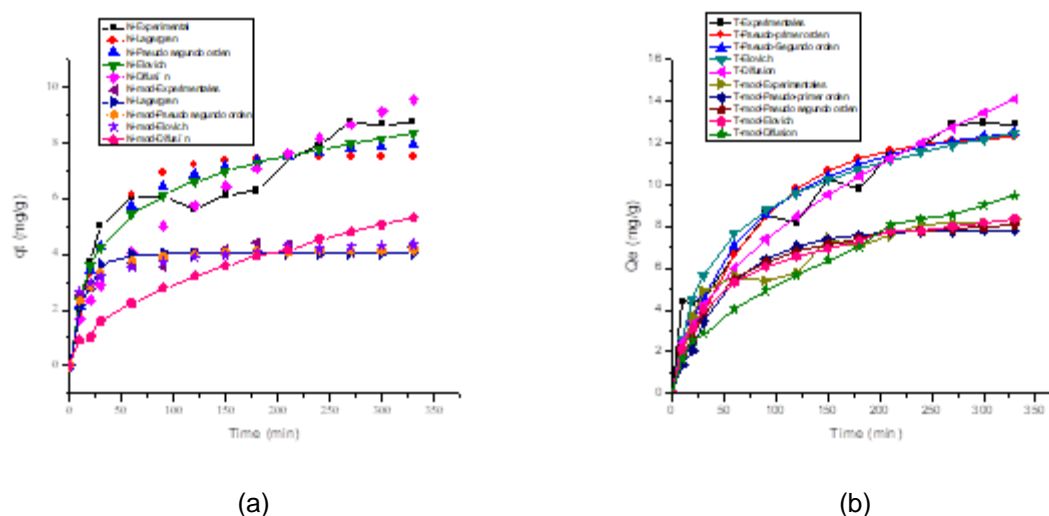 N-Experimental
N-Lagergren
N-Pseudo segundo orden
N-Elovich
N-Difusi´n
N-mod-Experimentales
N-Lagergren
N-mod-Pseudo segundo orden
N-mod-Elovich
N-mod-Difusi´n
10
8
6
4
2
0
qt (mg/g)
0 50 100 150 200 250 300 350
Time (min)
(a)
T-Experimentales
T-Pseudo-primer orden
T-Pseudo-Segundo orden
T-Elovich
T-Difusion
T-mod-Experimentales
T-mod-Pseudo-primer orden
T-mod-Pseudo segundo orden
T-mod-Elovich
T-mod-Difusion
16
14
12
10
8
6
4
2
0
Qe (mg/g)
0 50 100 150 200 250 300 350
Time (min)
(b)